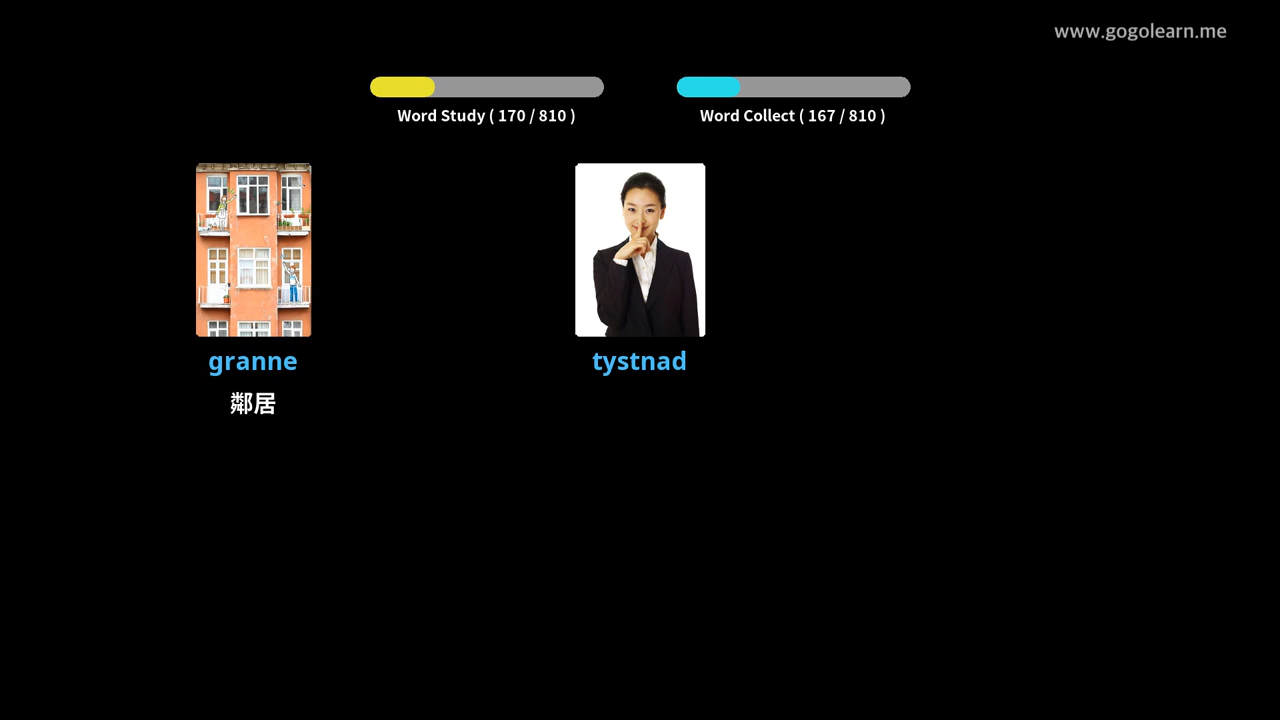 www.gogolearn.me
Word Study ( 170 / 810 )
Word Collect ( 167 / 810 )
granne
tystnad
鄰居